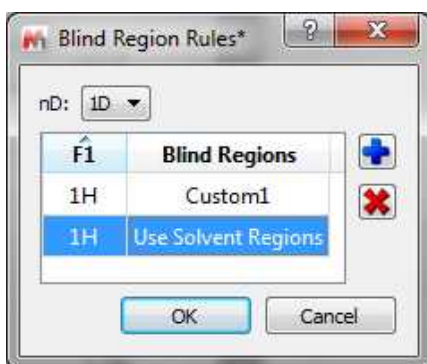 Blind Region Rules*
nD: 1D
F1 Blind Regions
1H Custom1
1H Use Solvent Regions
OK Cancel